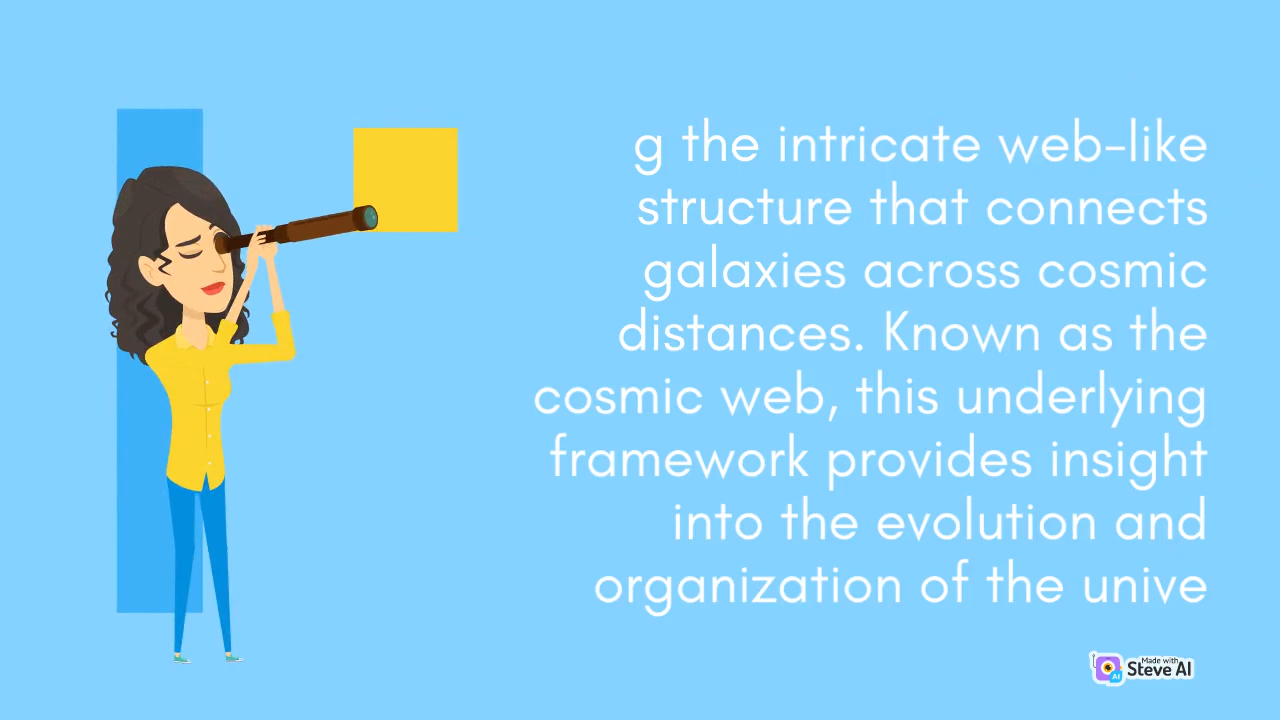 g the intricate web-like
structure that connects
galaxies across cosmic
distances. Known as the
cosmic web, this underlying
framework provides insight
into the evolution and
organization of the unive
Made with
Steve AI
AI